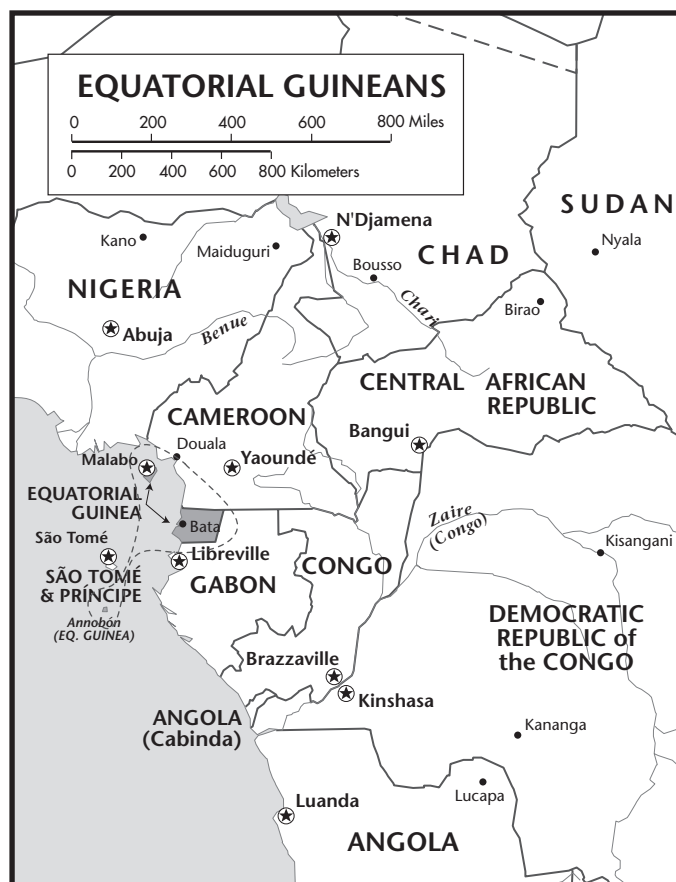 EQUATORIAL GUINEANS
0 200 400 600 800 Miles
0 200 400 600 800 Kilometers
SUDAN
N'Djamena
Kano
Maiduguri
Nyala
CHAD
Bousso
NIGERIA
Chari
Birao
Abuja
Benue
CENTRAL AFRICAN
REPUBLIC
CAMEROON
Bangui
Douala
Malabo
Yaoundé
EQUATORIAL
GUINEA
Bata
Zaire
(Congo)
São Tomé
Libreville
CONGO
Kisangani
SÃO TOMÉ
& PRÍNCIPE
GABON
Annobón
(EQ. GUINEA)
DEMOCRATIC
REPUBLIC of
the CONGO
Brazzaville
Kinshasa
ANGOLA
(Cabinda)
Kananga
Luanda
Lucapa
ANGOLA